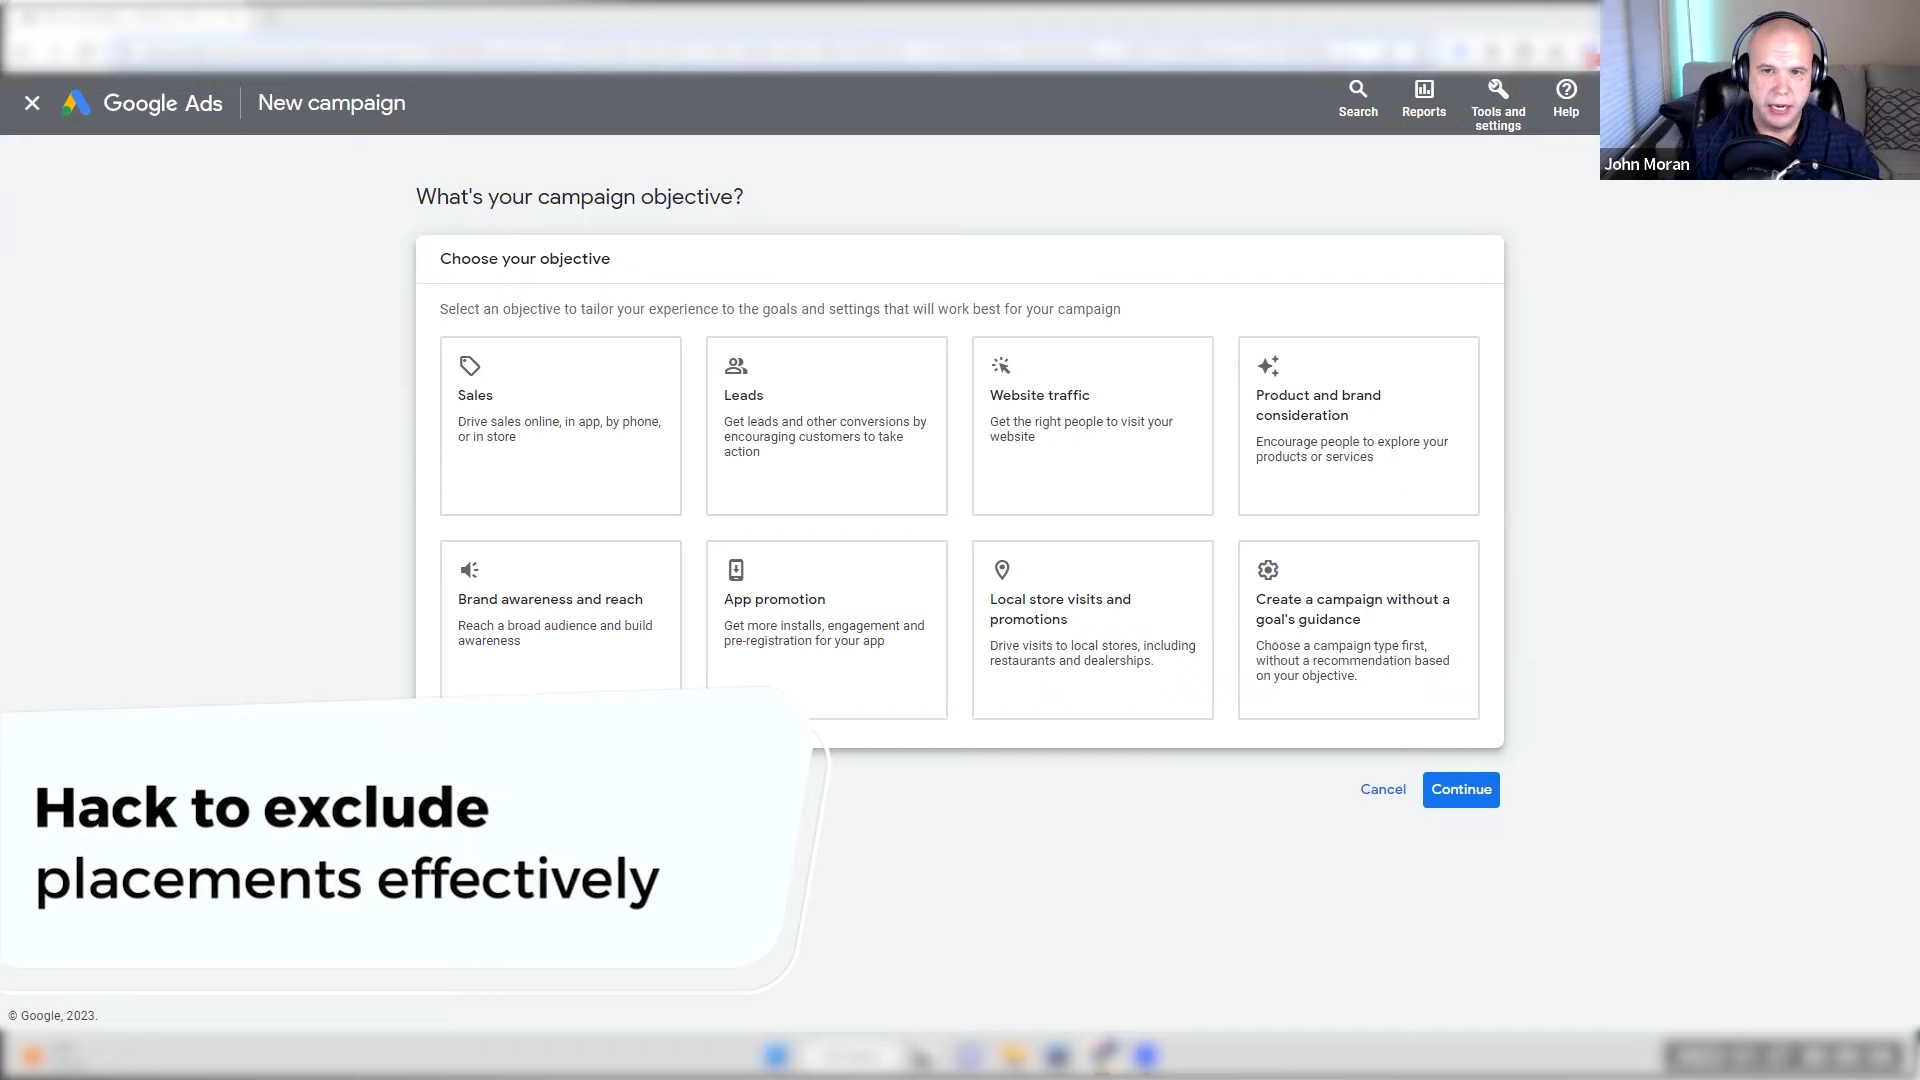 Google Ads
New campaign
Search
Reports
Tools and
settings
Help
John Moran
What's your campaign objective?
Choose your objective
Select an objective to tailor your experience to the goals and settings that will work best for your campaign
Sales
Drive sales online, in app, by phone,
or in store
Leads
Get leads and other conversions by
encouraging customers to take
action
Website traffic
Get the right people to visit your
website
Product and brand
consideration
Encourage people to explore your
products or services
Brand awareness and reach
Reach a broad audience and build
awareness
App promotion
Get more installs, engagement and
pre-registration for your app
Local store visits and
promotions
Drive visits to local stores, including
restaurants and dealerships.
Create a campaign without a
goal's guidance
Choose a campaign type first,
without a recommendation based
on your objective.
Cancel
Continue
Hack to exclude
placements effectively
© Google, 2023.